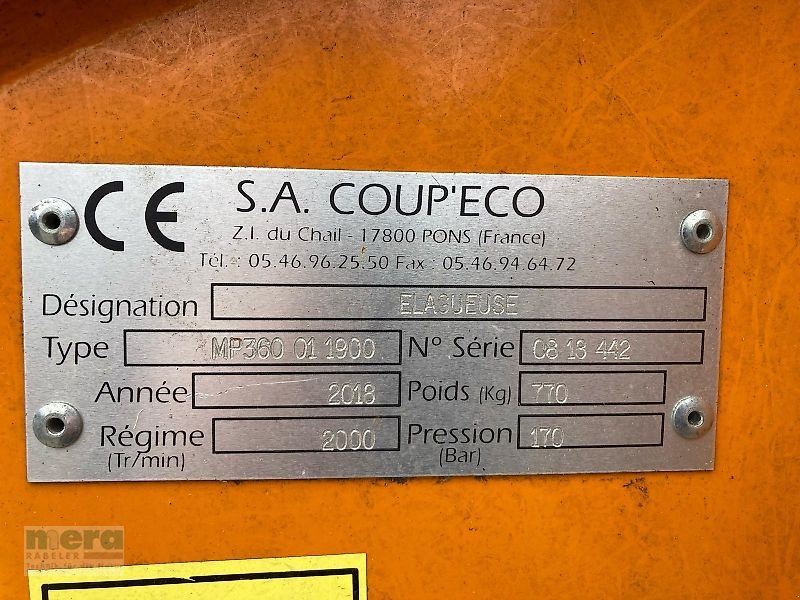 CE S.A. COUP'ECO
Z.I. du Chail - 17800 PONS (France)
Tél. : 05.46.96.25.50 Fax : 05.46.94.64.72
Désignation ELAGUEUSE
Type MP360 01 1900 N° Série 08 18 442
Année 2018 Poids (Kg) 770
Régime (Tr/min) 2000 Pression (Bar) 170
mera
RABELER